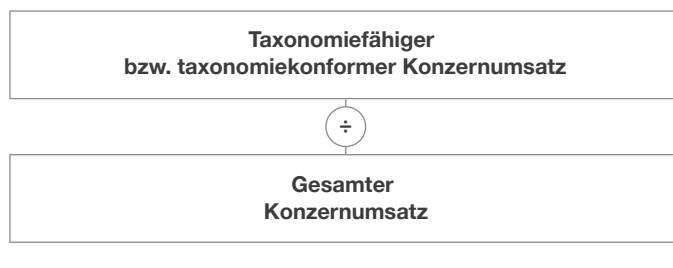 Taxonomiefähiger
bzw. taxonomiekonformer Konzernumsatz
÷
Gesamter
Konzernumsatz